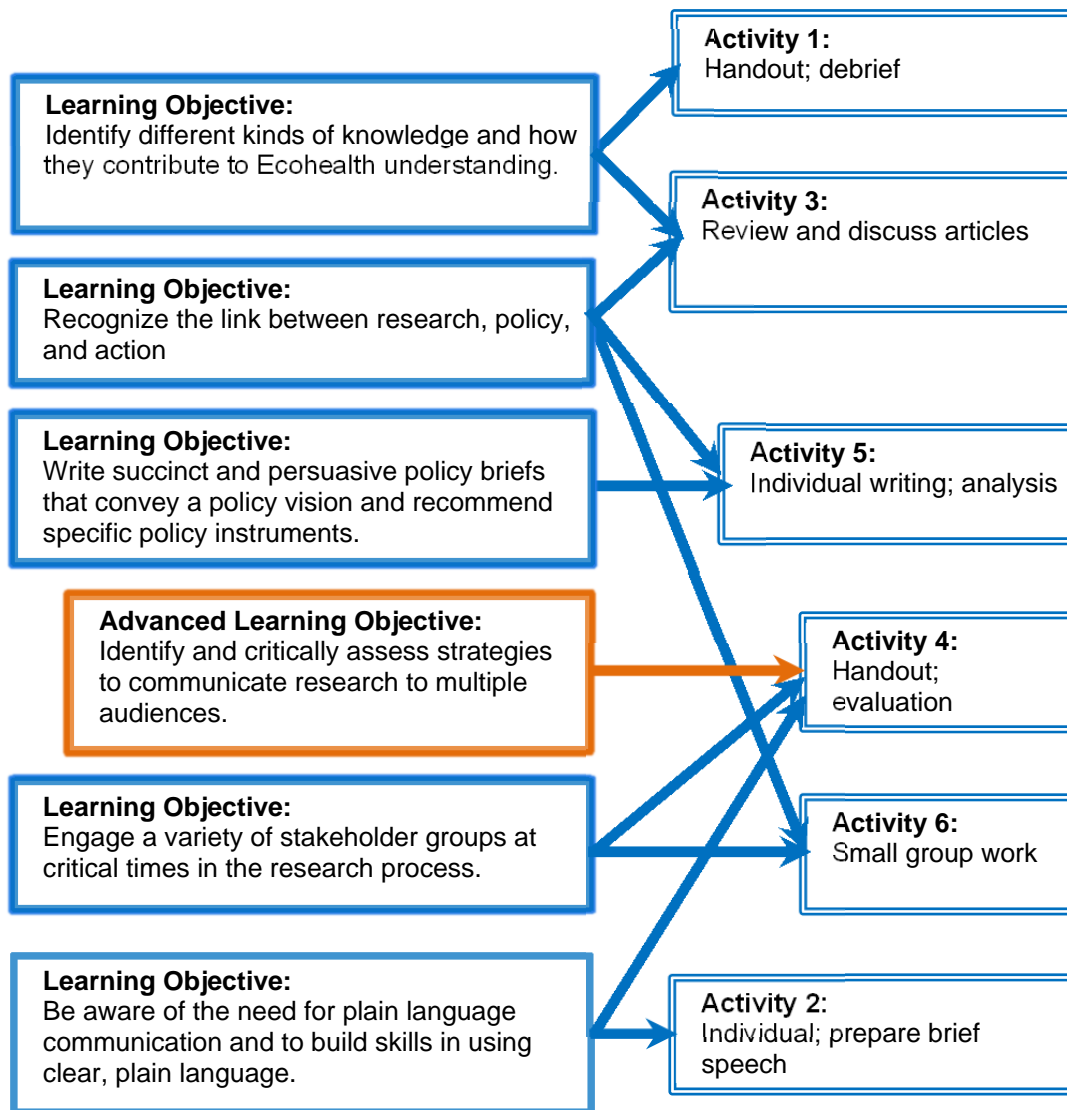 Activity 1:
Handout; debrief
Learning Objective:
Identify different kinds of knowledge and how
they contribute to Ecohealth understanding.
Activity 3:
Review and discuss articles
Learning Objective:
Recognize the link between research, policy,
and action
Learning Objective:
Write succinct and persuasive policy briefs
that convey a policy vision and recommend
specific policy instruments.
Activity 5:
Individual writing; analysis
Advanced Learning Objective:
Identify and critically assess strategies
to communicate research to multiple
audiences.
Activity 4:
Handout;
evaluation
Learning Objective:
Engage a variety of stakeholder groups at
critical times in the research process.
Activity 6:
Small group work
Learning Objective:
Be aware of the need for plain language
communication and to build skills in using
clear, plain language.
Activity 2:
Individual; prepare brief
speech